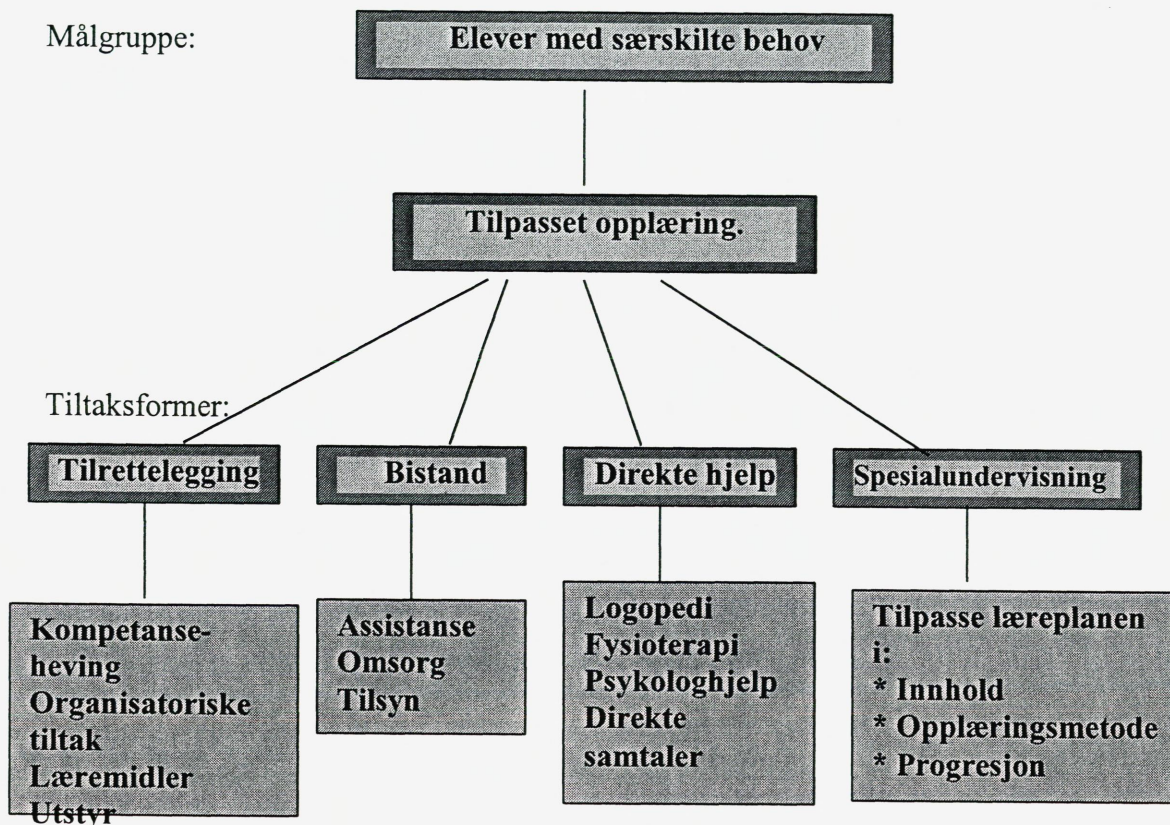 Målgruppe:
Elever med særskilte behov
Tilpasset opplæring.
Tiltaksformer:
Tilrettelegging
Bistand
Direkte hjelp
Spesialundervisning
Kompetanse-
heving
Organisatoriske
tiltak
Læremidler
Utstyr
Assistanse
Omsorg
Tilsyn
Logopedi
Fysioterapi
Psykologhjelp
Direkte
samtaler
Tilpasse læreplanen
i:
* Innhold
* Opplæringsmetode
* Progresjon